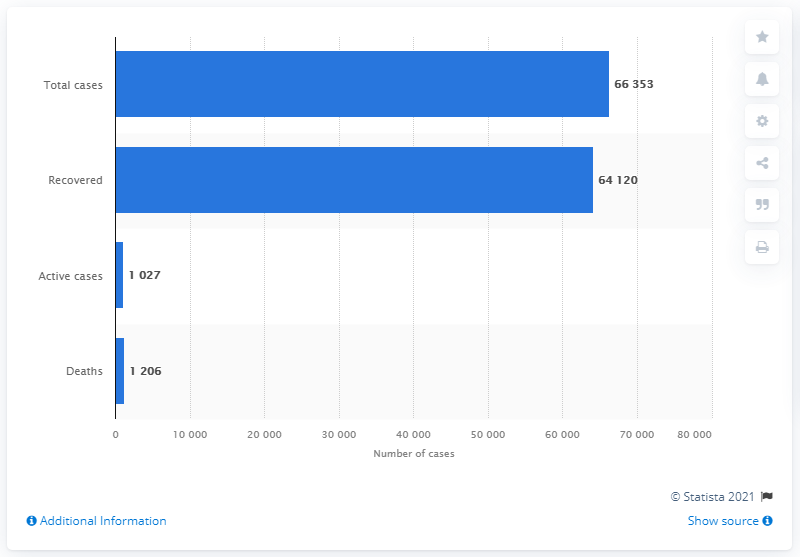 Total cases
66 353
Recovered
64 120
Active cases
1 027
Deaths
1 206
0 10 000 20 000 30 000 40 000 50 000 60 000 70 000 80 000
Number of cases
© Statista 2021
Additional Information
Show source